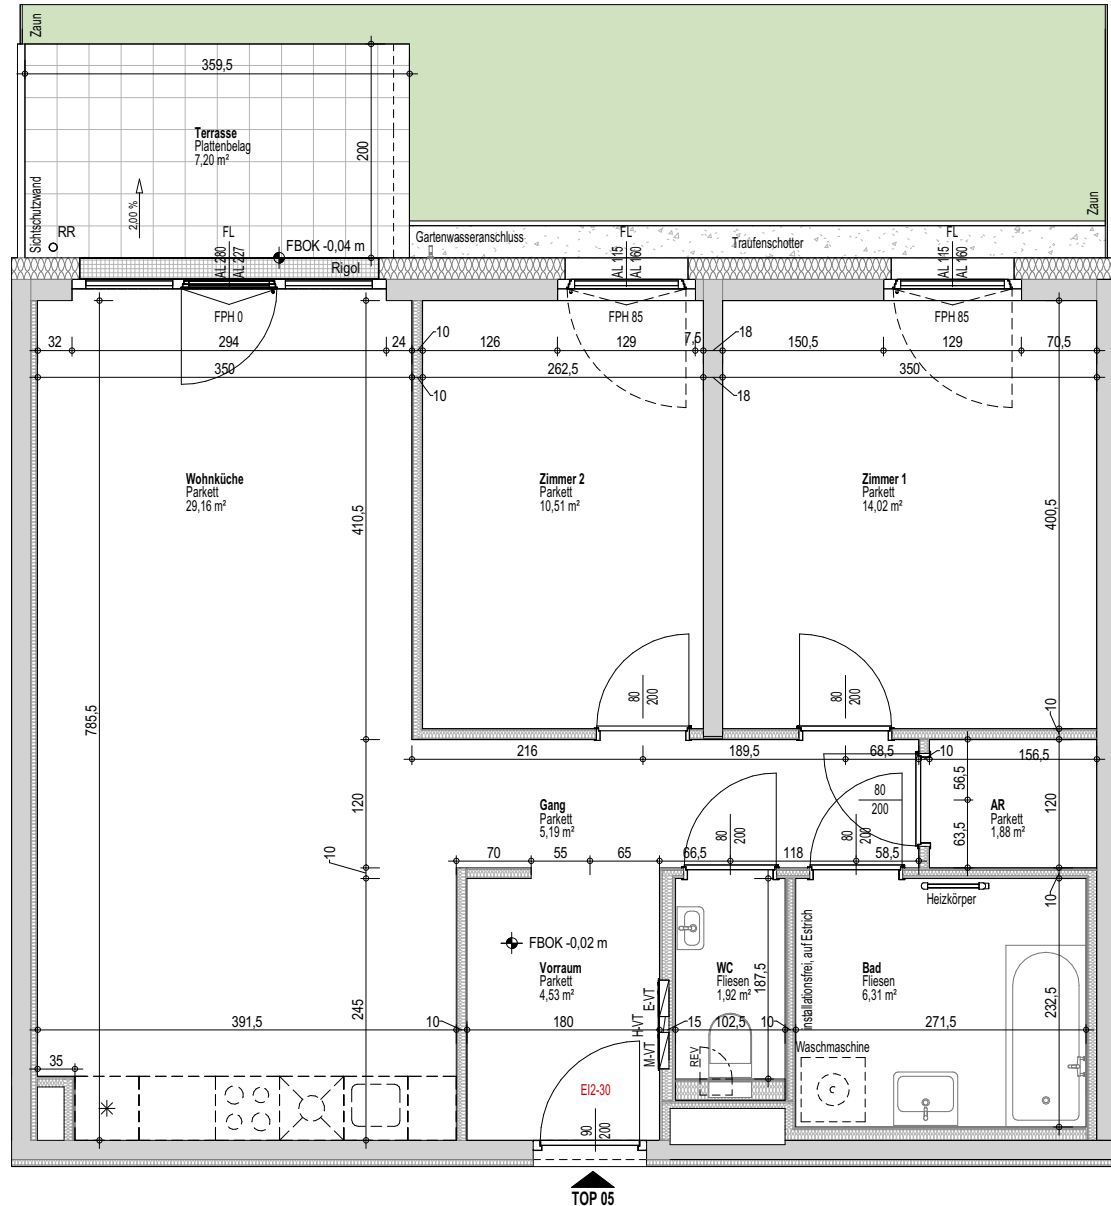 Zaun
359,5
Terrasse
Plattenbelag
7,20 m²
200
2,00 %
Sichtschutzwand
Zaun
RR
FL
AL 280
AL 227
FBOK -0,04 m
Rigol
Gartenwasseranschluss
FL
AL 115
AL 160
Traufenschotter
FL
AL 115
AL 160
FPH 0
FPH 85
FPH 85
32
294
24
10
126
129
7,5
18
150,5
129
70,5
350
10
262,5
18
350
Wohnküche
Parkett
29,16 m²
Zimmer 2
Parkett
10,51 m²
Zimmer 1
Parkett
14,02 m²
410,5
400,5
785,5
80
200
80
200
10
216
189,5
68,5
10
156,5
120
Gang
Parkett
5,19 m²
80
200
56,5
63,5
AR
Parkett
1,88 m²
120
80
200
80
200
10
70
55
65
66,5
118
58,5
10
Heizkörper
FBOK -0,02 m
Vorraum
Parkett
4,53 m²
WC
Fliesen
1,92 m²
187,5
installationsfrei, auf Estrich
Bad
Fliesen
6,31 m²
232,5
245
E-VT
H-VT
M-VT
391,5
10
180
15
102,5
10
271,5
35
REV
Waschmaschine
C
EI2-30
90
200
TOP 05